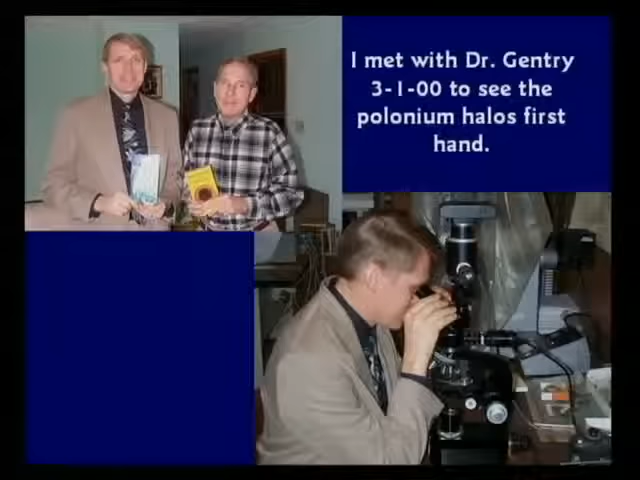 I met with Dr. Gentry
3-1-00 to see the
polonium halos first
hand.